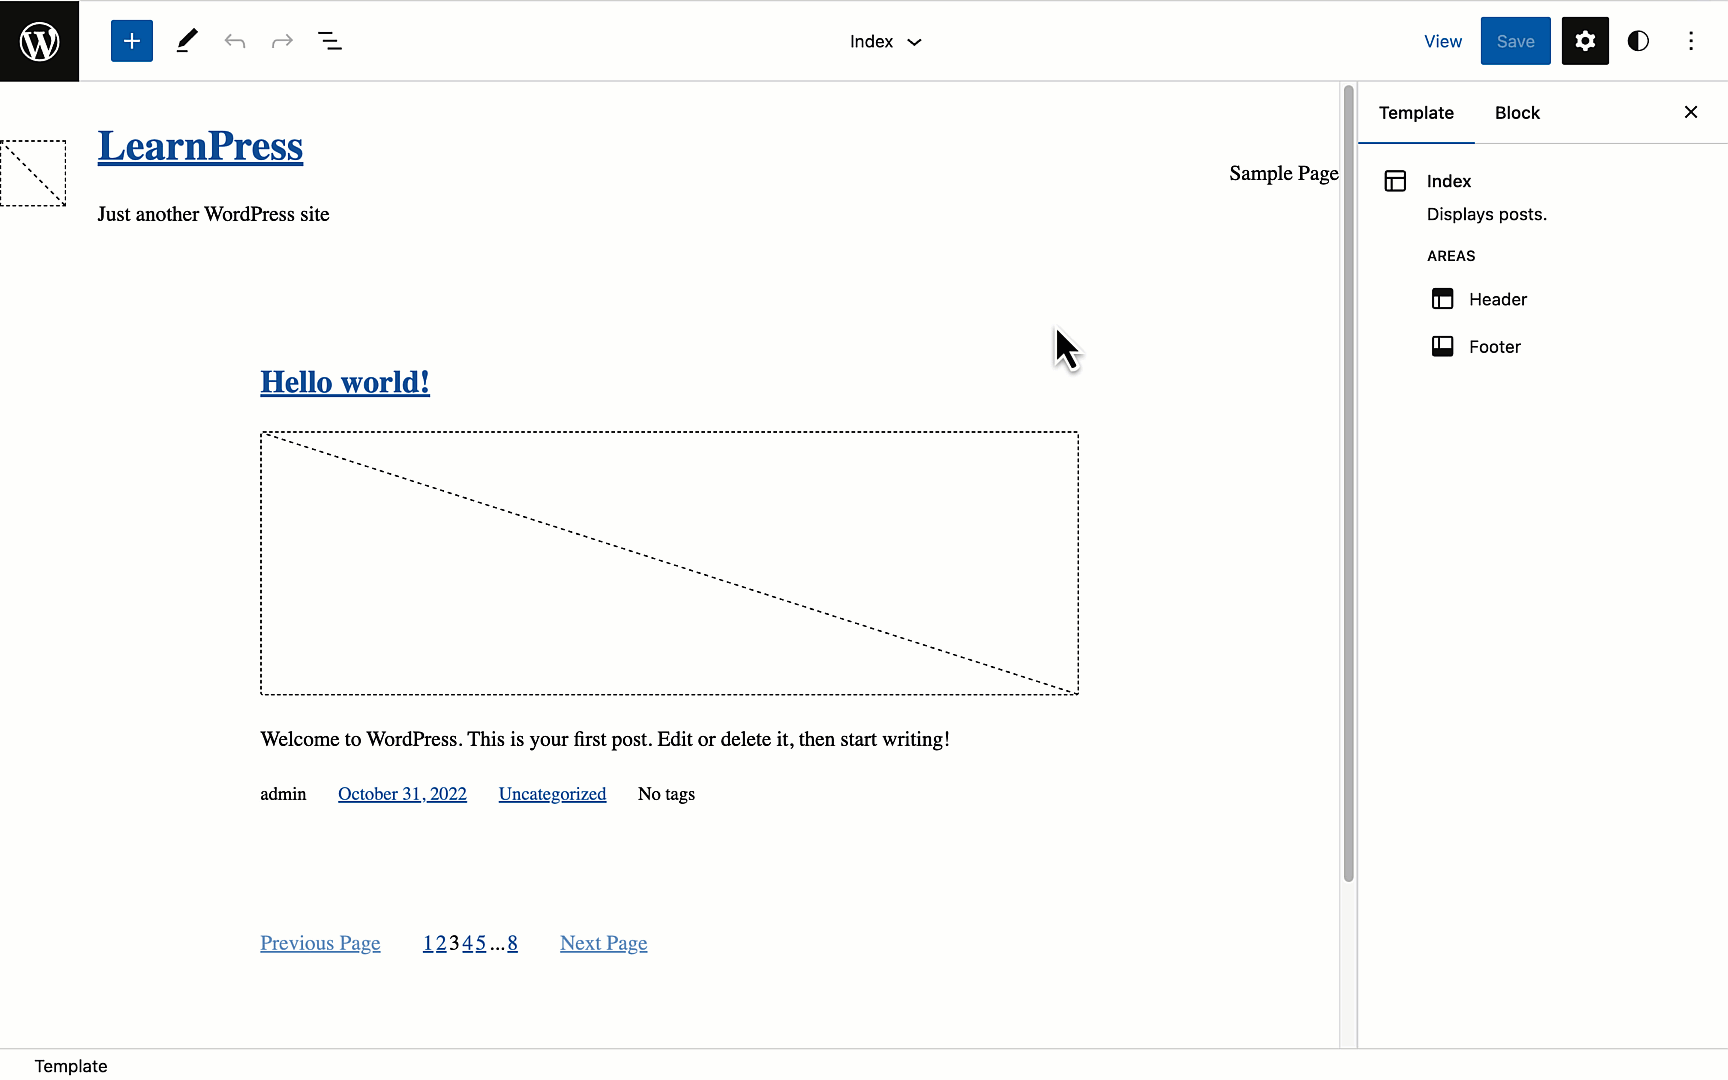 Index
View
Save
Template
Block
LearnPress
Just another WordPress site
Sample Page
Index
Displays posts.
AREAS
Header
Footer
Hello world!
Welcome to WordPress. This is your first post. Edit or delete it, then start writing!
admin October 31, 2022 Uncategorized No tags
Previous Page 1 2 3 4 5 ... 8 Next Page
Template